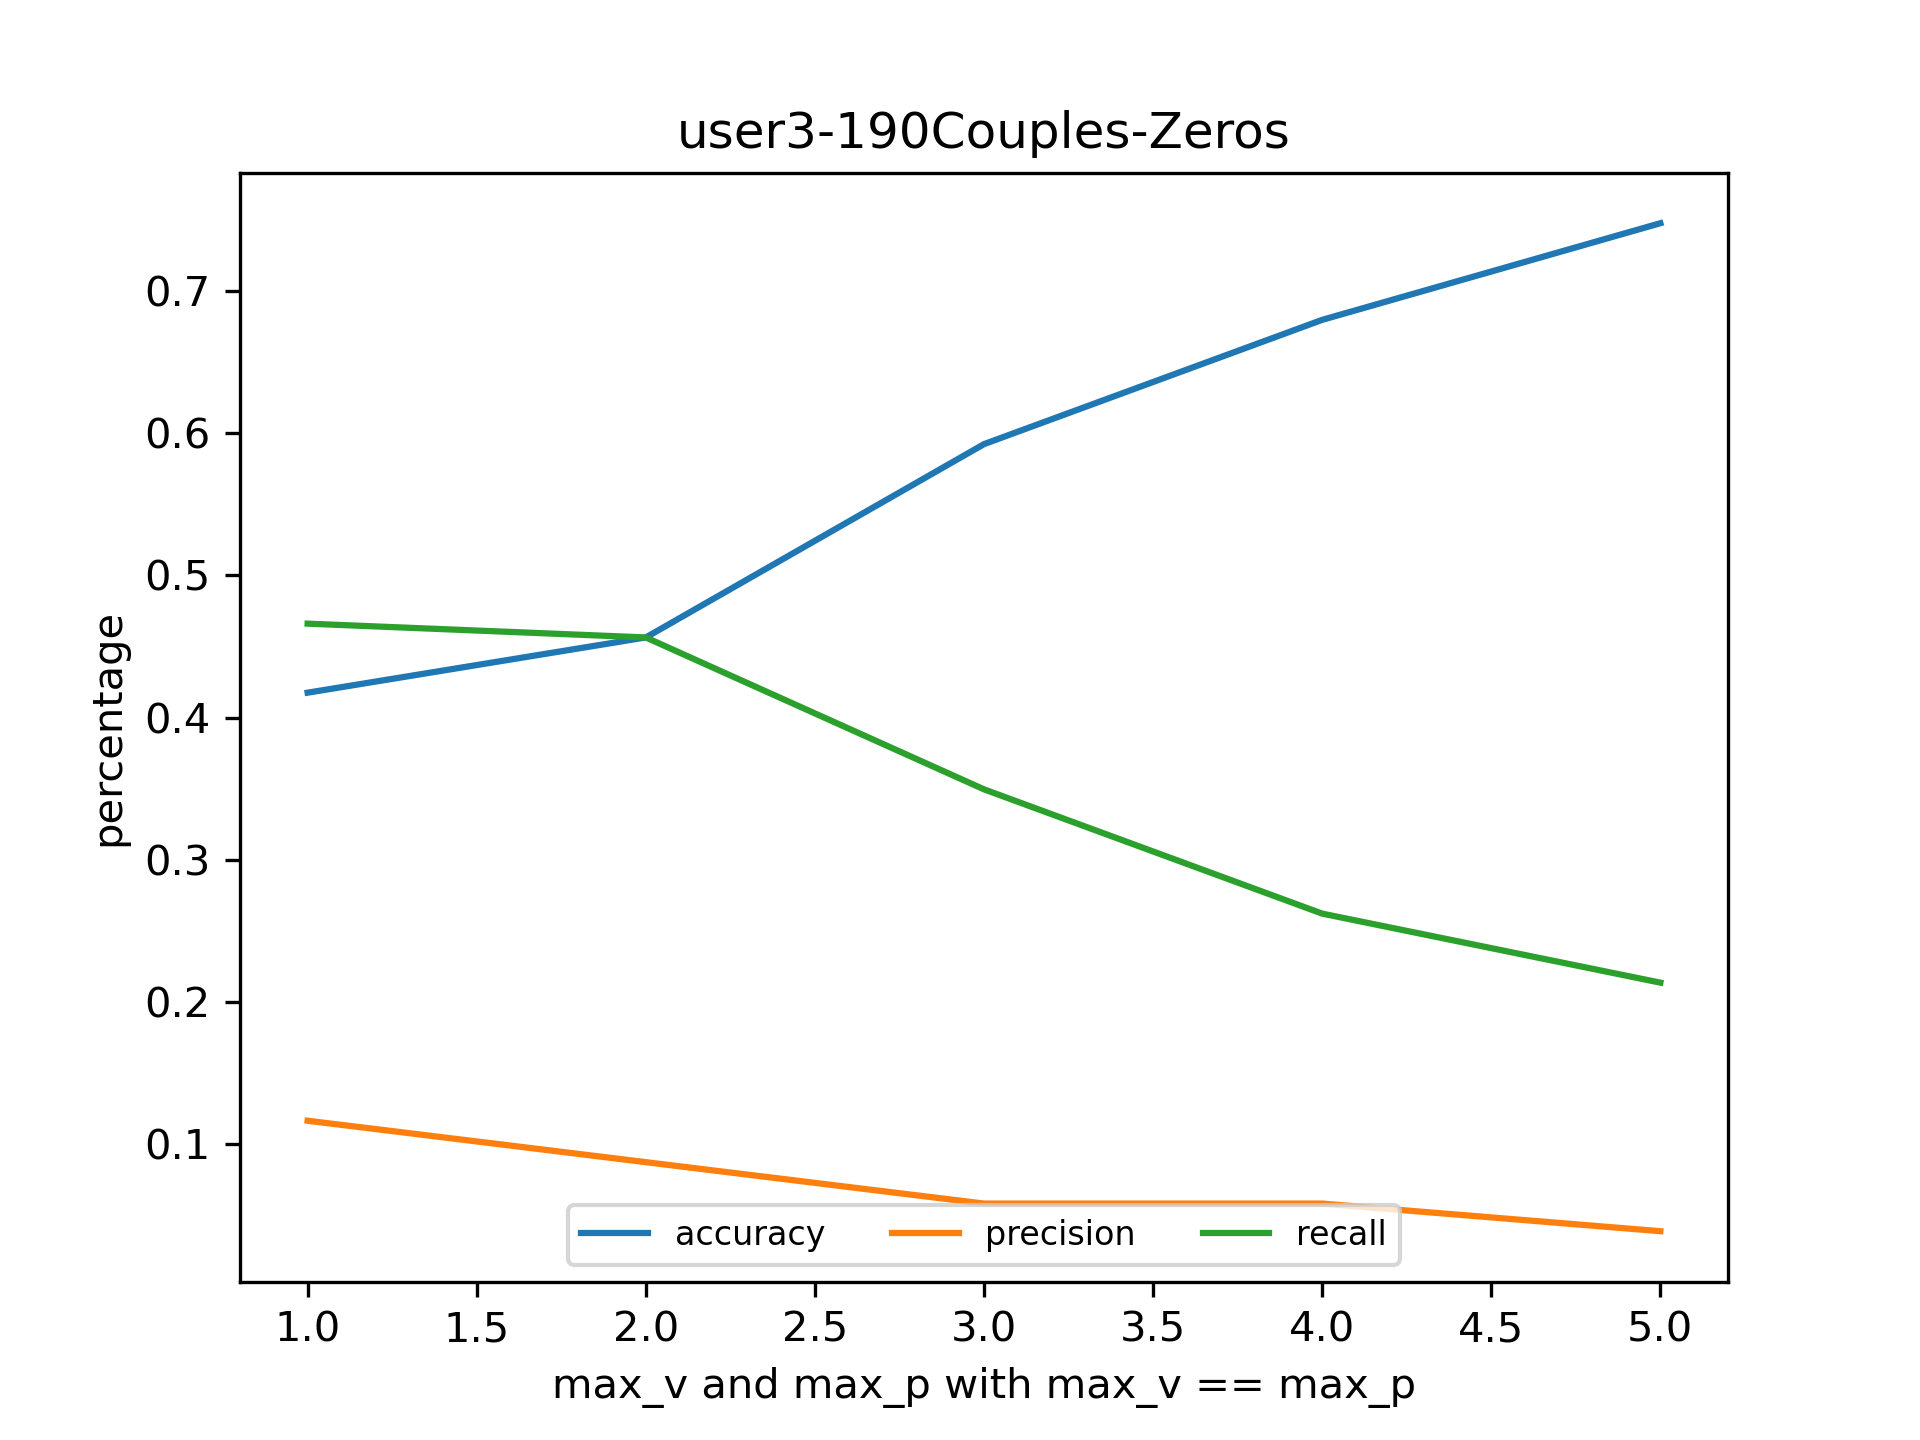 user3-190Couples-Zeros
percentage
0.7
0.6
0.5
0.4
0.3
0.2
0.1
accuracy precision recall
1.0 1.5 2.0 2.5 3.0 3.5 4.0 4.5 5.0
max_v and max_p with max_v == max_p